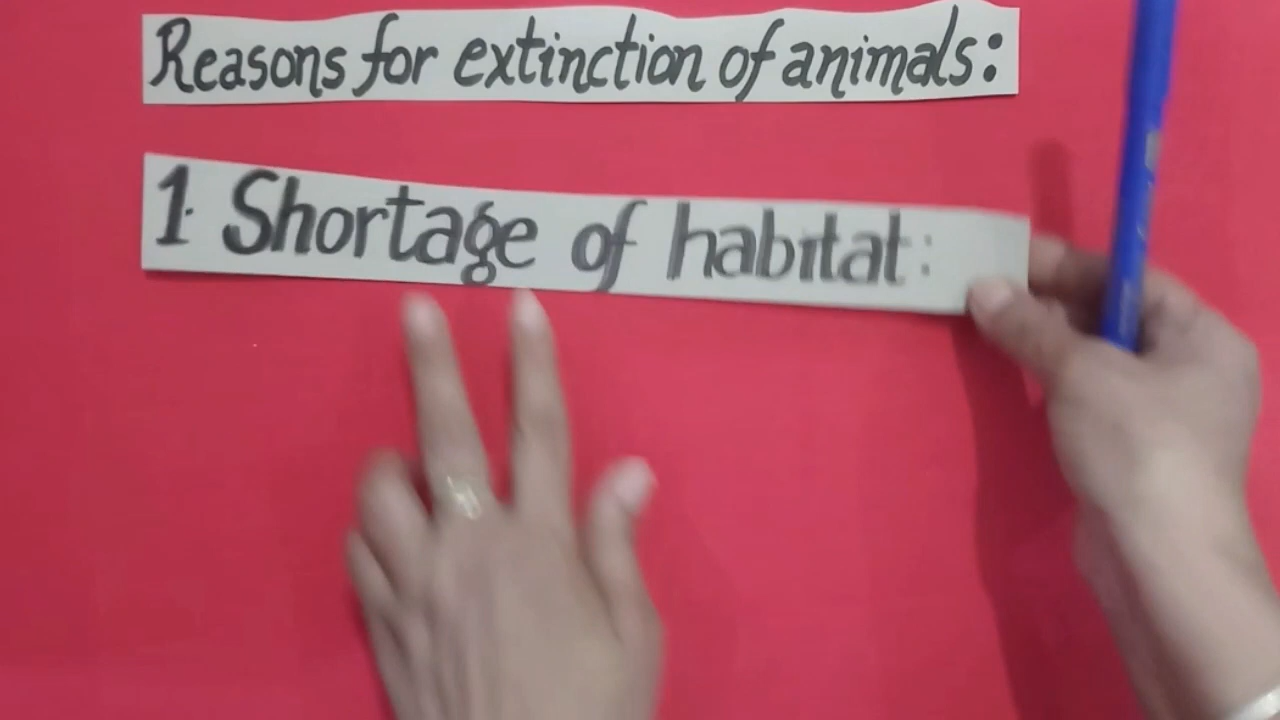 Reasons for extinction of animals:
1. Shortage of habitat: